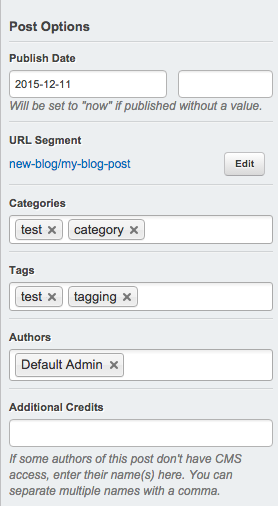 Post Options
Publish Date
2015-12-11
Will be set to "now" if published without a value.
URL Segment
new-blog/my-blog-post
Edit
Categories
test × category ×
Tags
test × tagging ×
Authors
Default Admin ×
Additional Credits
If some authors of this post don't have CMS
access, enter their name(s) here. You can
separate multiple names with a comma.